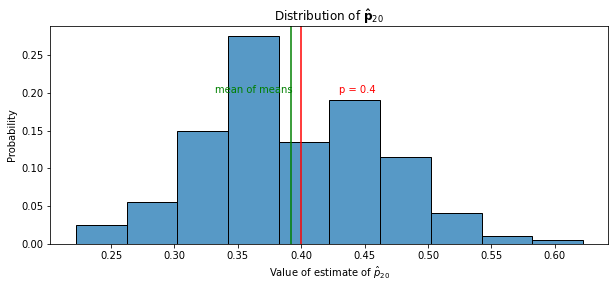 Distribution of p̂₂₀
Probability
0.25
0.20
0.15
0.10
0.05
0.00
mean of means
p = 0.4
0.25 0.30 0.35 0.40 0.45 0.50 0.55 0.60
Value of estimate of p̂₂₀